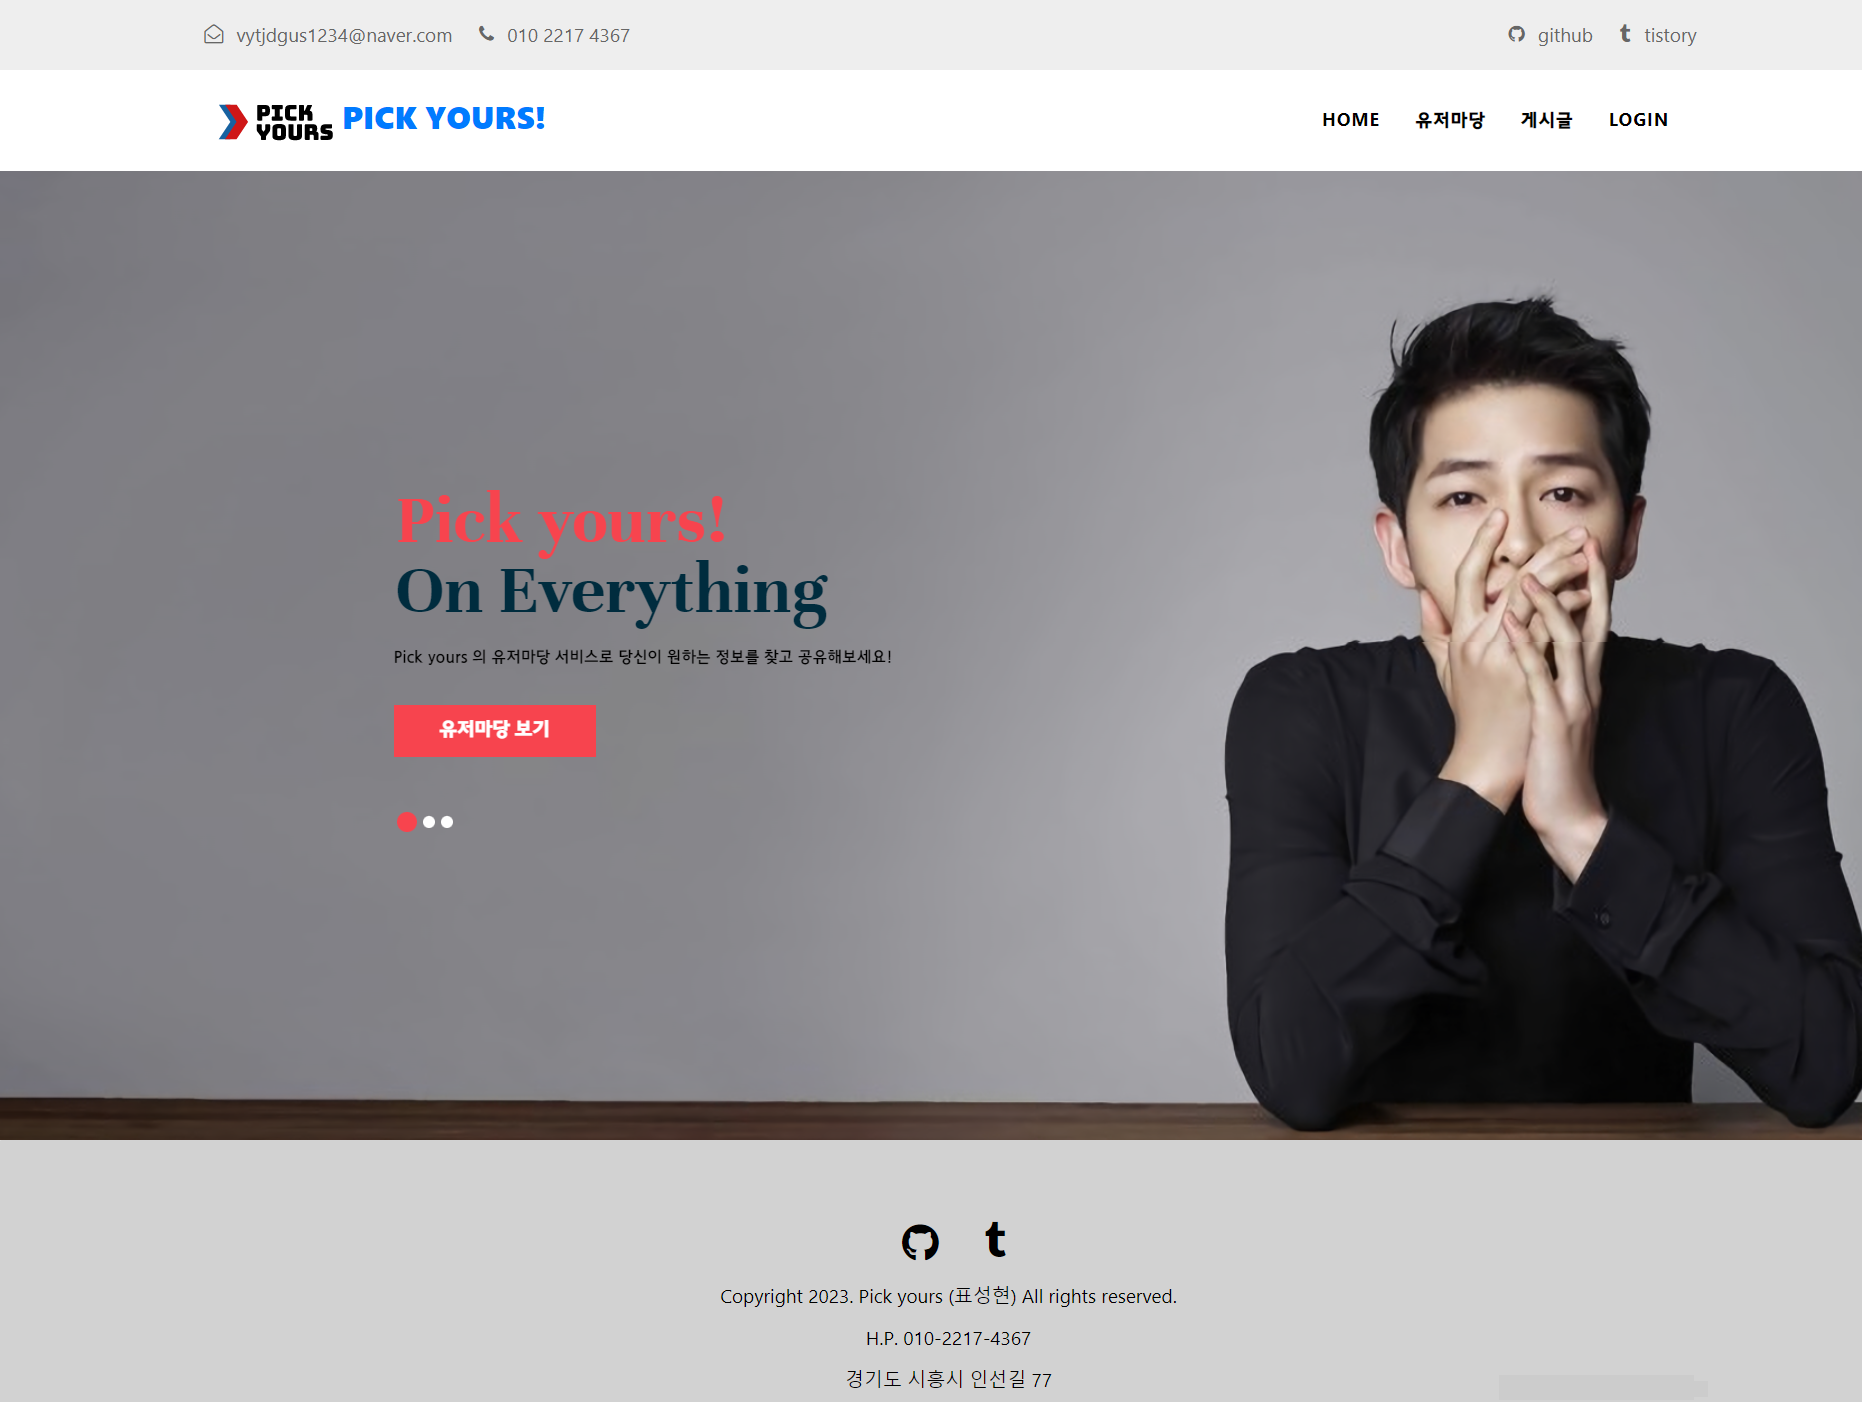 vytjdgus1234@naver.com 010 2217 4367 github tistory
PICK YOURS PICK YOURS! HOME 유저마당 게시글 LOGIN
Pick yours!
On Everything
Pick yours 의 유저마당 서비스로 당신이 원하는 정보를 찾고 공유해보세요!
유저마당 보기
Copyright 2023. Pick yours (표성현) All rights reserved.
H.P. 010-2217-4367
경기도 시흥시 인선길 77